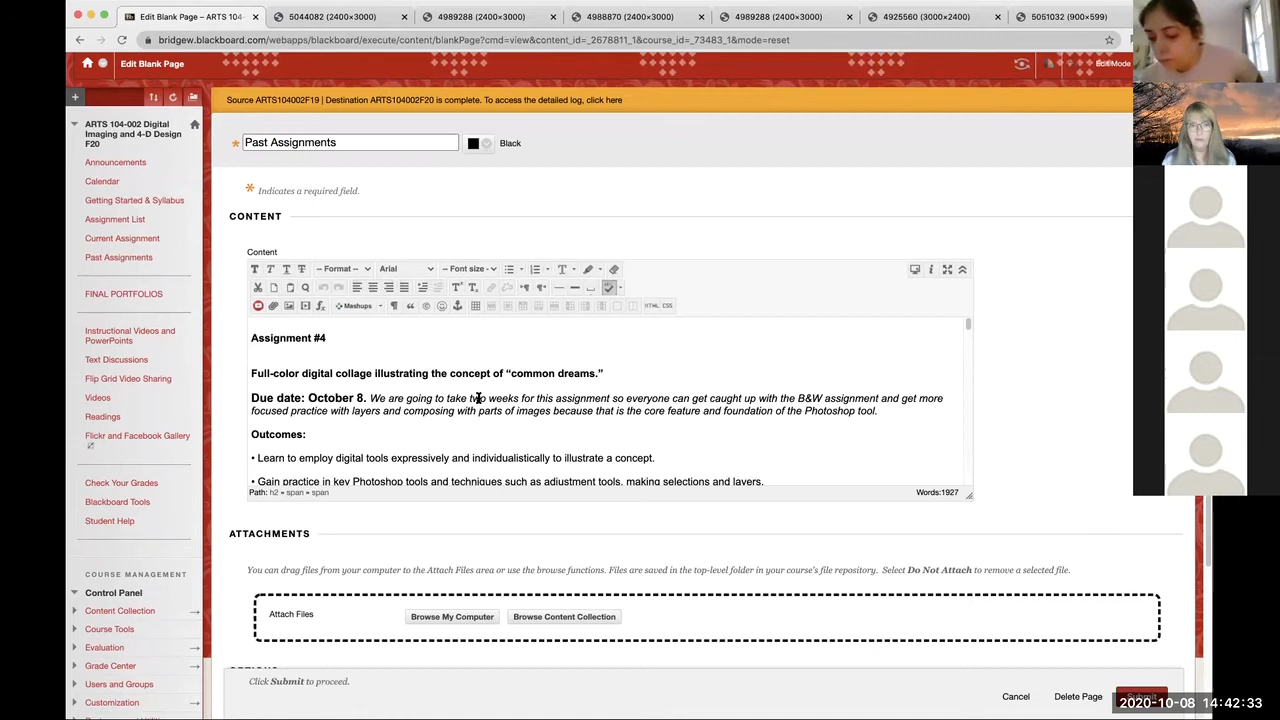 Edit Blank Page – ARTS 104-
5044082 (2400×3000)
4989288 (2400×3000)
4988870 (2400×3000)
4989288 (2400×3000)
4925560 (3000×2400)
5051032 (900×599)
bridgew.blackboard.com/webapps/blackboard/execute/content/blankPage?cmd=view&content_id=_2678811_1&course_id=_73483_1&mode=reset
Edit Blank Page
Edit Mode
Source ARTS104002F19 | Destination ARTS104002F20 is complete. To access the detailed log, click here
ARTS 104-002 Digital
Imaging and 4-D Design
F20
Announcements
Calendar
Getting Started & Syllabus
Assignment List
Current Assignment
Past Assignments
FINAL PORTFOLIOS
Instructional Videos and
PowerPoints
Text Discussions
Flip Grid Video Sharing
Videos
Readings
Flickr and Facebook Gallery
Check Your Grades
Blackboard Tools
Student Help
COURSE MANAGEMENT
Control Panel
Content Collection
Course Tools
Evaluation
Grade Center
Users and Groups
Customization
* Past Assignments
Black
* Indicates a required field.
CONTENT
Content
T T T T -- Format -- Arial -- Font size --
Mashups
HTML CSS
Assignment #4
Full-color digital collage illustrating the concept of “common dreams.”
Due date: October 8. We are going to take two weeks for this assignment so everyone can get caught up with the B&W assignment and get more
focused practice with layers and composing with parts of images because that is the core feature and foundation of the Photoshop tool.
Outcomes:
• Learn to employ digital tools expressively and individualistically to illustrate a concept.
• Gain practice in key Photoshop tools and techniques such as adjustment tools, making selections and layers.
Path: h2 » span » span
Words:1927
ATTACHMENTS
You can drag files from your computer to the Attach Files area or use the browse functions. Files are saved in the top-level folder in your course's file repository. Select Do Not Attach to remove a selected file.
Attach Files
Browse My Computer
Browse Content Collection
OPTIONS
Click Submit to proceed.
Cancel
Delete Page
Submit
2020-10-08 14:42:33